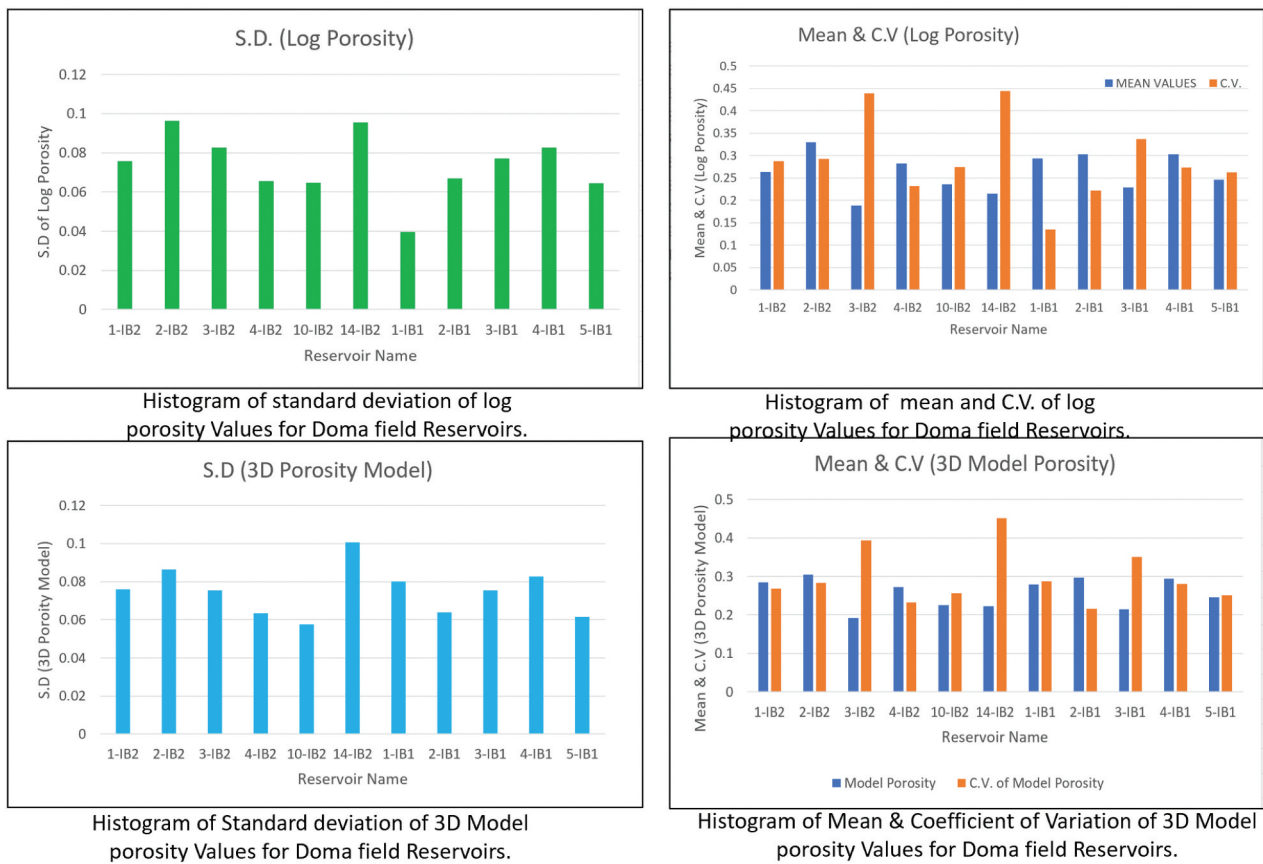 S.D. (Log Porosity)
S.D of Log Porosity
0.12
0.1
0.08
0.06
0.04
0.02
0
1-IB2 2-IB2 3-IB2 4-IB2 10-IB2 14-IB2 1-IB1 2-IB1 3-IB1 4-IB1 5-IB1
Reservoir Name
Histogram of standard deviation of log
porosity Values for Doma field Reservoirs.
Mean & C.V (Log Porosity)
MEAN VALUES C.V.
Mean & C.V (Log Porosity)
0.5
0.45
0.4
0.35
0.3
0.25
0.2
0.15
0.1
0.05
0
1-IB2 2-IB2 3-IB2 4-IB2 10-IB2 14-IB2 1-IB1 2-IB1 3-IB1 4-IB1 5-IB1
Reservoir Name
Histogram of mean and C.V. of log
porosity Values for Doma field Reservoirs.
S.D (3D Porosity Model)
S.D (3D Poroity Model)
0.12
0.1
0.08
0.06
0.04
0.02
0
1-IB2 2-IB2 3-IB2 4-IB2 10-IB2 14-IB2 1-IB1 2-IB1 3-IB1 4-IB1 5-IB1
Reservoir Name
Histogram of Standard deviation of 3D Model
porosity Values for Doma field Reservoirs.
Mean & C.V (3D Model Porosity)
Mean & C.V (3D Porosity Model)
0.5
0.4
0.3
0.2
0.1
0
1-IB2 2-IB2 3-IB2 4-IB2 10-IB2 14-IB2 1-IB1 2-IB1 3-IB1 4-IB1 5-IB1
Reservoir Name
Model Porosity C.V. of Model Porosity
Histogram of Mean & Coefficient of Variation of 3D Model
porosity Values for Doma field Reservoirs.